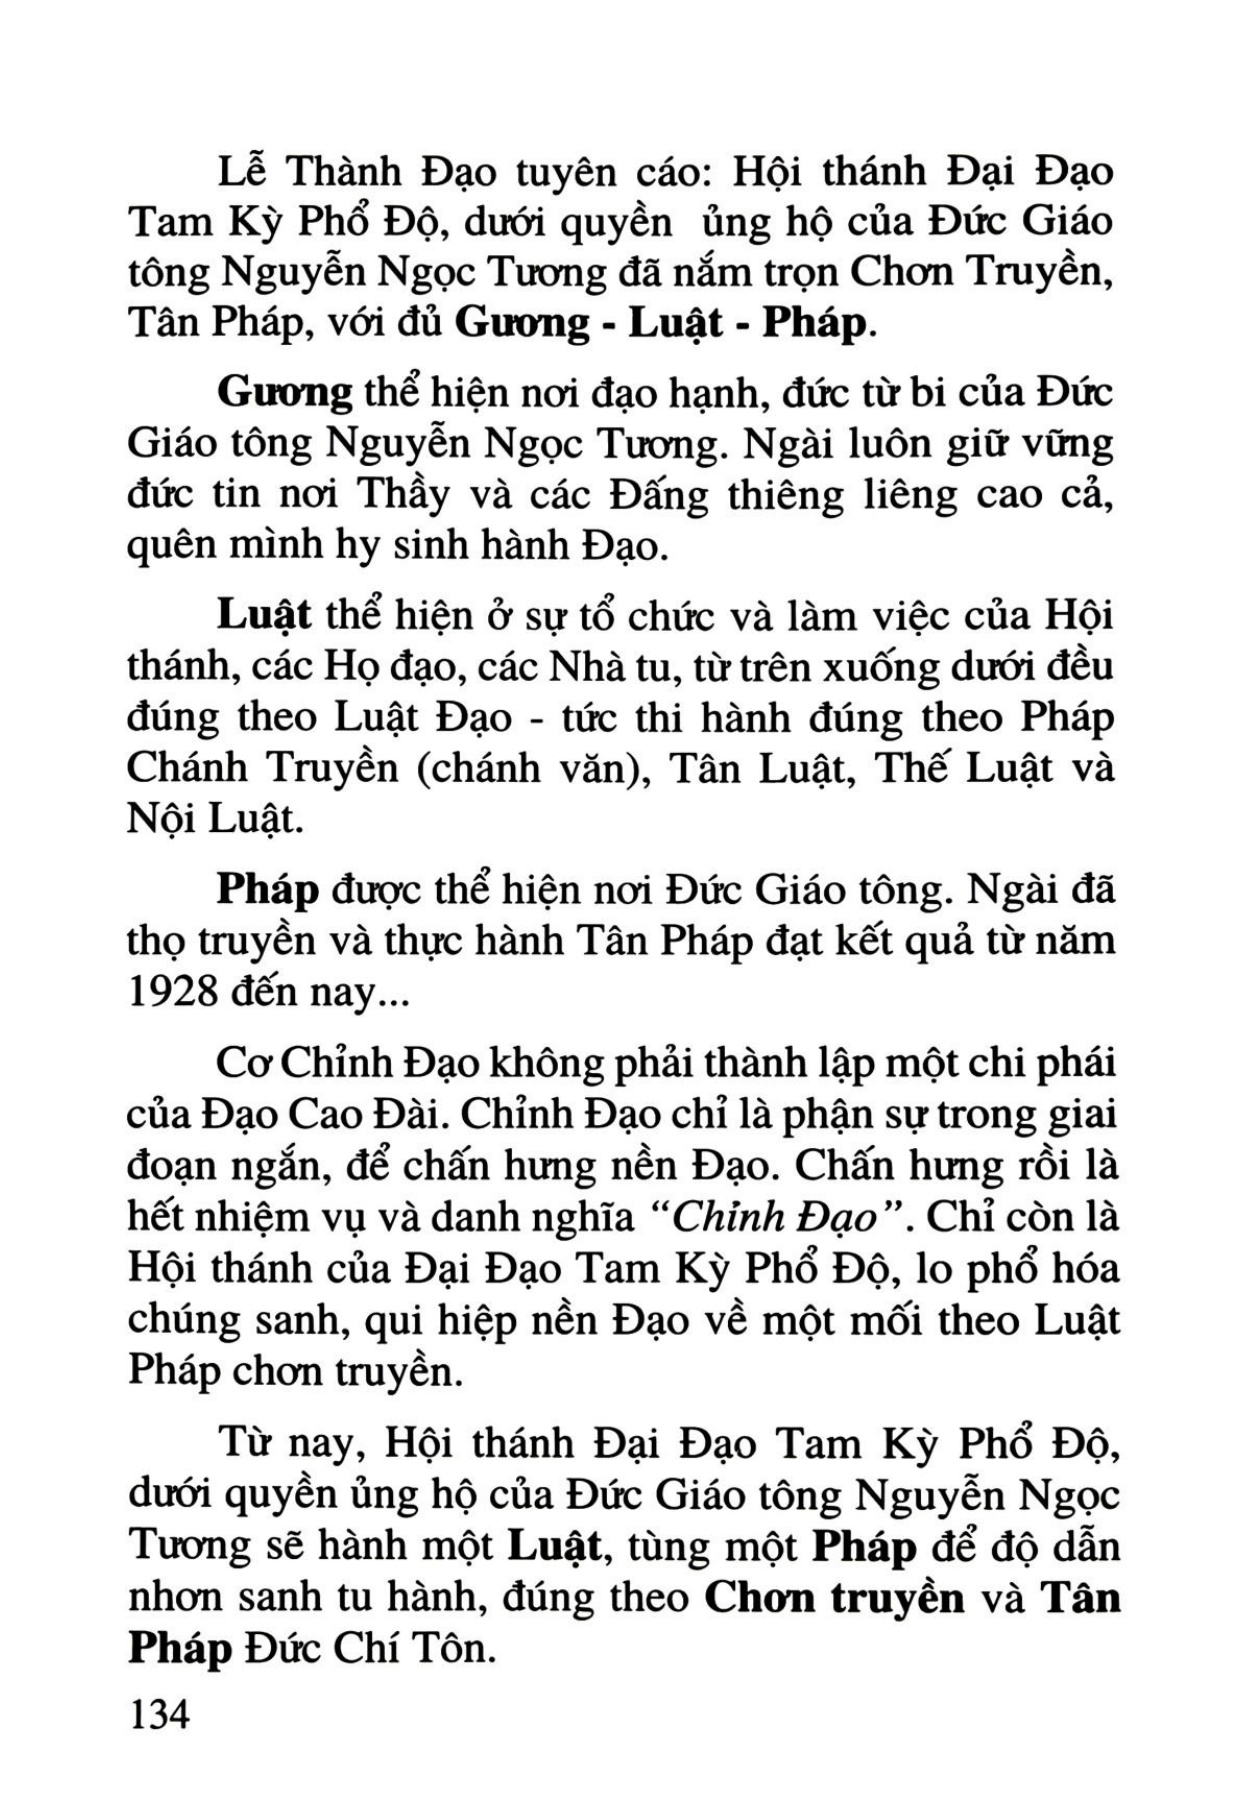 Lễ Thành Đạo tuyên cáo: Hội thánh Đại Đạo
Tam Kỳ Phổ Độ, dưới quyền ủng hộ của Đức Giáo
tông Nguyễn Ngọc Tương đã nắm trọn Chơn Truyền,
Tân Pháp, với đủ Gương - Luật - Pháp.
Gương thể hiện nơi đạo hạnh, đức từ bi của Đức
Giáo tông Nguyễn Ngọc Tương. Ngài luôn giữ vững
đức tin nơi Thầy và các Đấng thiêng liêng cao cả,
quên mình hy sinh hành Đạo.
Luật thể hiện ở sự tổ chức và làm việc của Hội
thánh, các Họ đạo, các Nhà tu, từ trên xuống dưới đều
đúng theo Luật Đạo - tức thi hành đúng theo Pháp
Chánh Truyền (chánh văn), Tân Luật, Thế Luật và
Nội Luật.
Pháp được thể hiện nơi Đức Giáo tông. Ngài đã
thọ truyền và thực hành Tân Pháp đạt kết quả từ năm
1928 đến nay...
Cơ Chỉnh Đạo không phải thành lập một chi phái
của Đạo Cao Đài. Chỉnh Đạo chỉ là phận sự trong giai
đoạn ngắn, để chấn hưng nền Đạo. Chấn hưng rồi là
hết nhiệm vụ và danh nghĩa “Chỉnh Đạo”. Chỉ còn là
Hội thánh của Đại Đạo Tam Kỳ Phổ Độ, lo phổ hóa
chúng sanh, qui hiệp nền Đạo về một mối theo Luật
Pháp chơn truyền.
Từ nay, Hội thánh Đại Đạo Tam Kỳ Phổ Độ,
dưới quyền ủng hộ của Đức Giáo tông Nguyễn Ngọc
Tương sẽ hành một Luật, tùng một Pháp để độ dẫn
nhơn sanh tu hành, đúng theo Chơn truyền và Tân
Pháp Đức Chí Tôn.
134